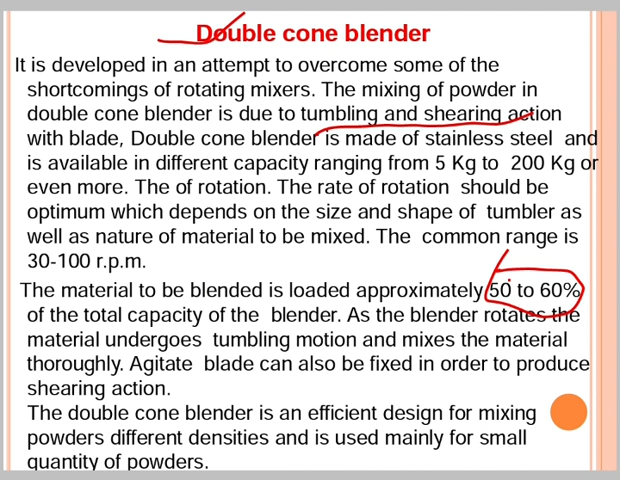 Double cone blender
It is developed in an attempt to overcome some of the
shortcomings of rotating mixers. The mixing of powder in
double cone blender is due to tumbling and shearing action
with blade, Double cone blender is made of stainless steel and
is available in different capacity ranging from 5 Kg to 200 Kg or
even more. The of rotation. The rate of rotation should be
optimum which depends on the size and shape of tumbler as
well as nature of material to be mixed. The common range is
30-100 r.p.m.
The material to be blended is loaded approximately 50 to 60%
of the total capacity of the blender. As the blender rotates the
material undergoes tumbling motion and mixes the material
thoroughly. Agitate blade can also be fixed in order to produce
shearing action.
The double cone blender is an efficient design for mixing
powders different densities and is used mainly for small
quantity of powders.